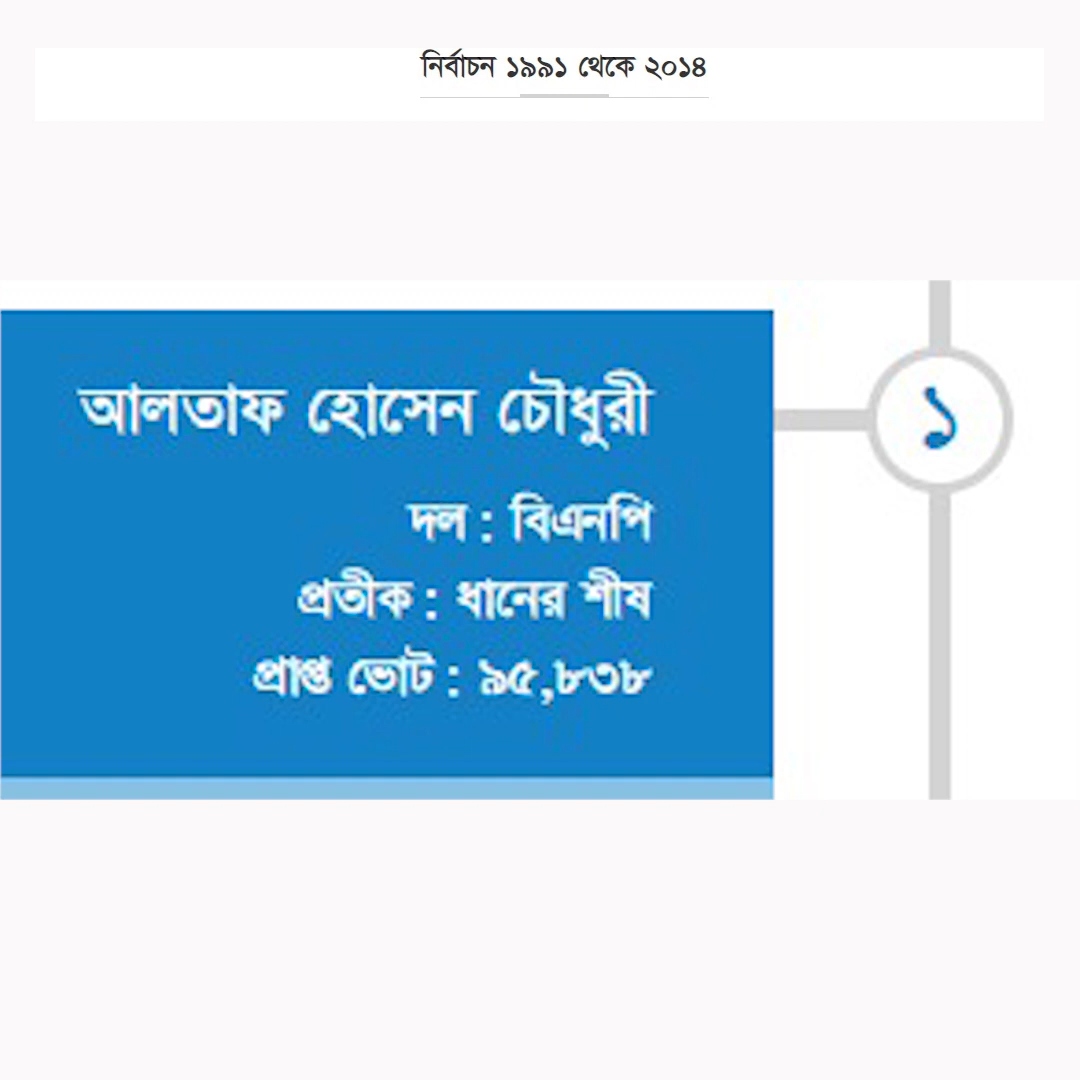 নির্বাচন ১৯৯১ থেকে ২০১৪
আলতাফ হোসেন চৌধুরী
১
দল : বিএনপি
প্রতীক : ধানের শীষ
প্রাপ্ত ভোট : ৯৫,৮৩৮